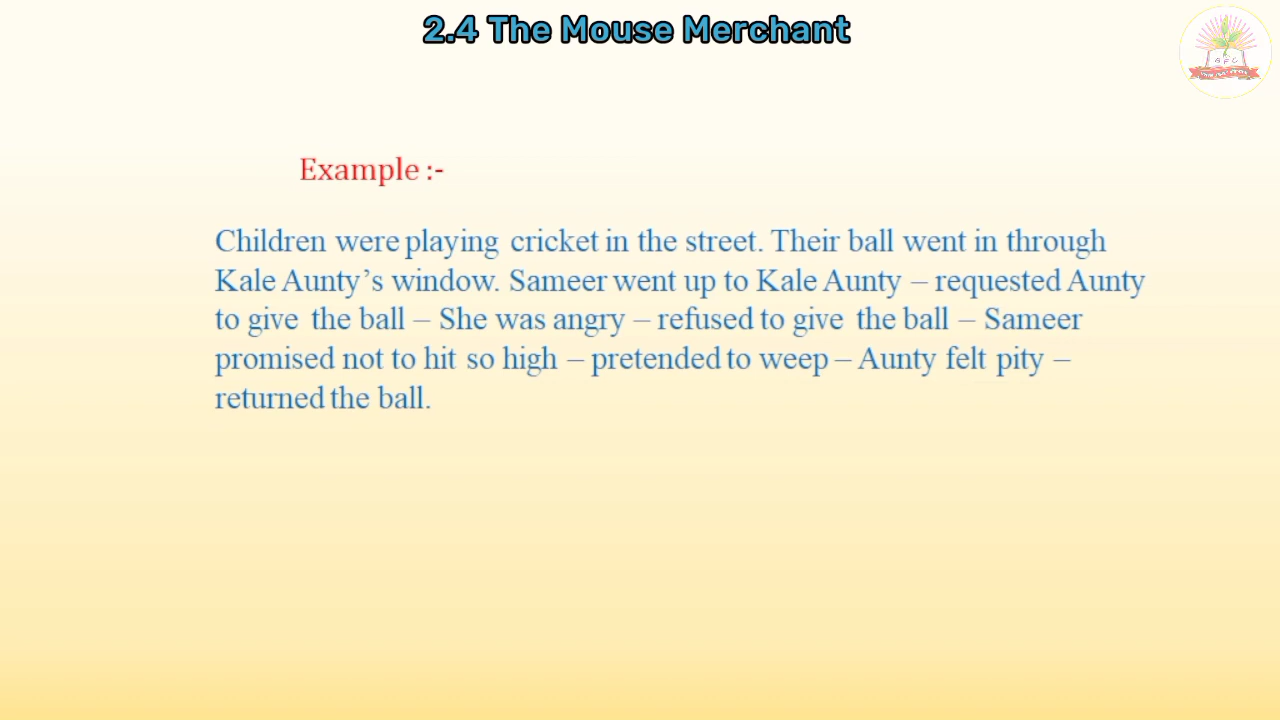 2.4 The Mouse Merchant
Example :-
Children were playing cricket in the street. Their ball went in through
Kale Aunty's window. Sameer went up to Kale Aunty – requested Aunty
to give the ball – She was angry – refused to give the ball – Sameer
promised not to hit so high – pretended to weep – Aunty felt pity –
returned the ball.